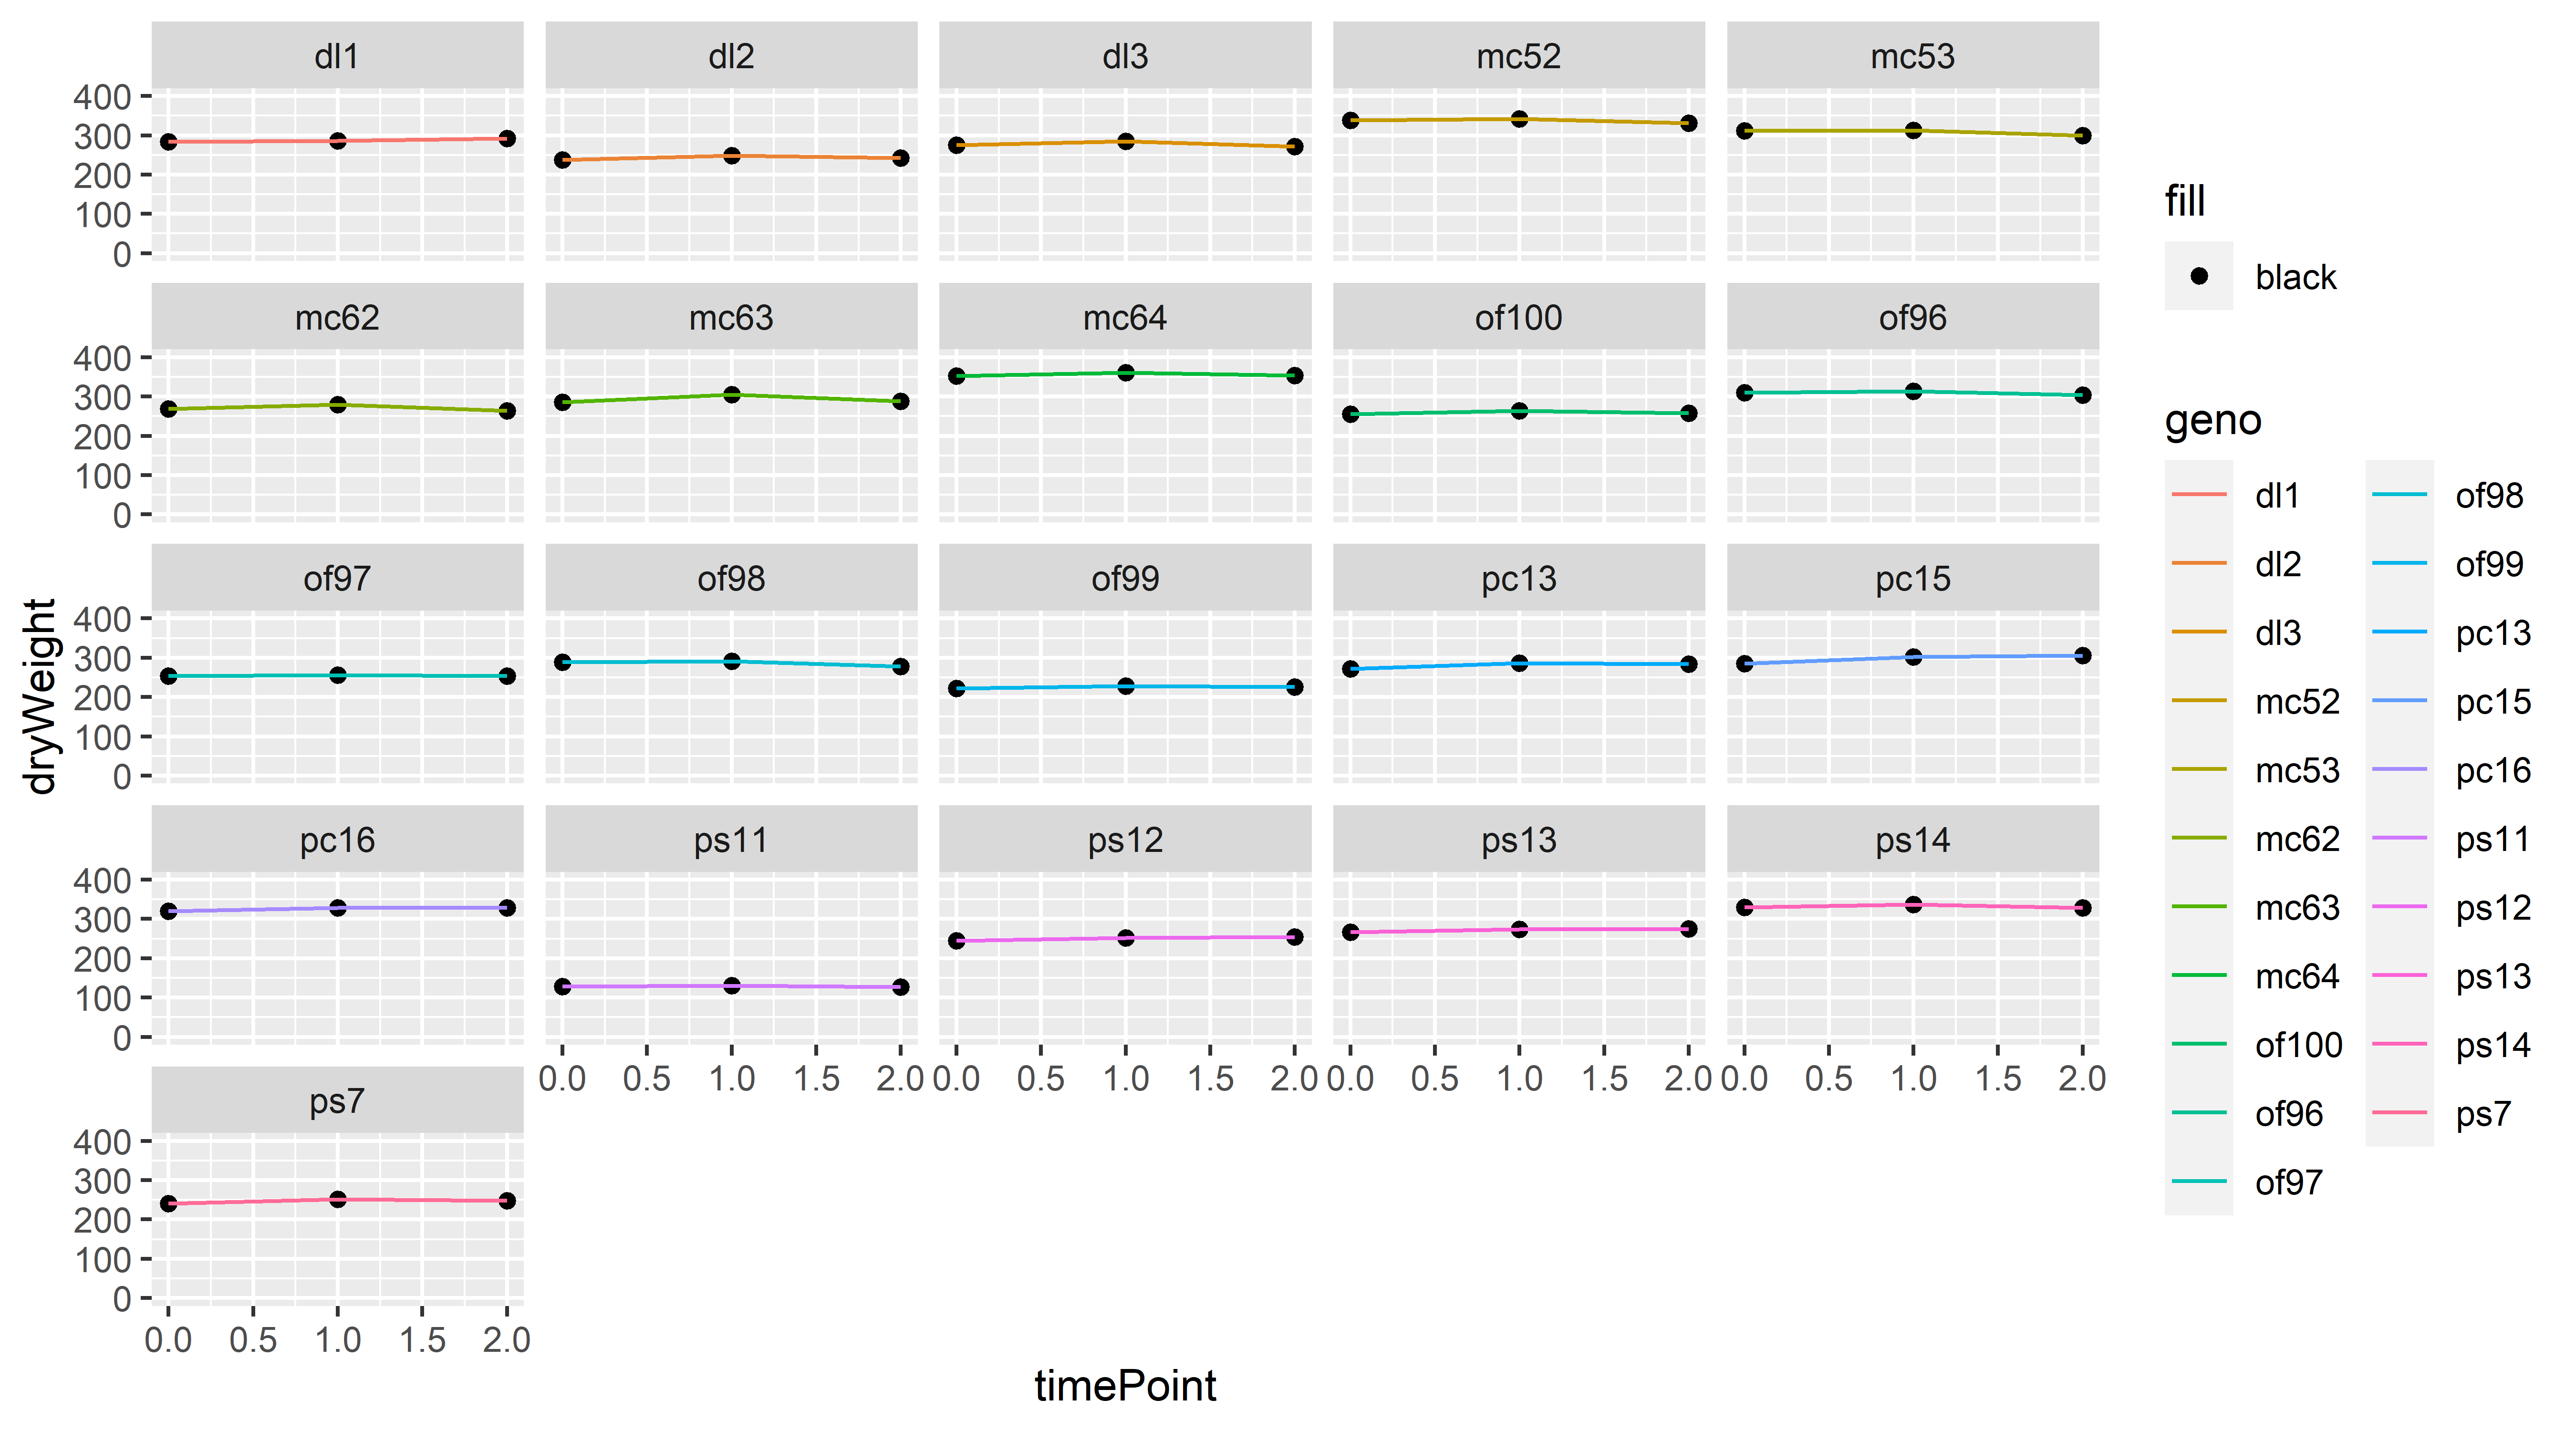 dl1 dl2 dl3 mc52 mc53
400
300
200
100
0
mc62 mc63 mc64 of100 of96
400
300
200
100
0
of97 of98 of99 pc13 pc15
400
300
200
100
0
pc16 ps11 ps12 ps13 ps14
400
300
200
100
0
0.0 0.5 1.0 1.5 2.0 0.0 0.5 1.0 1.5 2.0 0.0 0.5 1.0 1.5 2.0 0.0 0.5 1.0 1.5 2.0
ps7
400
300
200
100
0
0.0 0.5 1.0 1.5 2.0
timePoint
dryWeight
fill
black
geno
dl1
dl2
dl3
mc52
mc53
mc62
mc63
mc64
of100
of96
of97
of98
of99
pc13
pc15
pc16
ps11
ps12
ps13
ps14
ps7